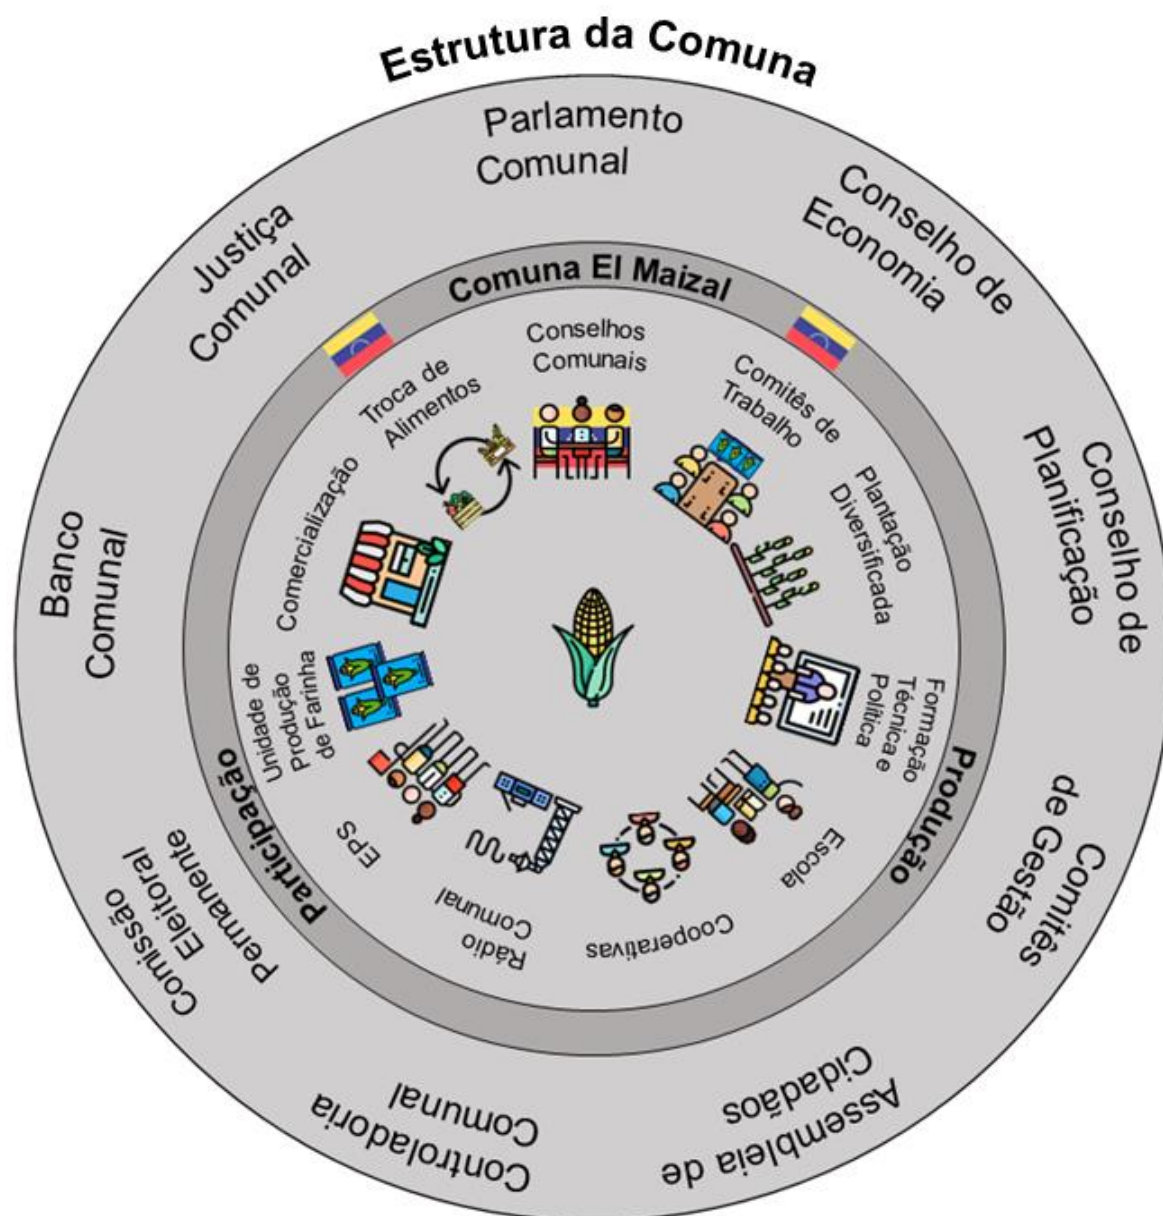 Estrutura da Comuna
Parlamento
Comunal
Conselho de
Economia
Conselho de
Planificação
Comitês
de Gestão
Assembleia de
Cidadãos
Controladoria
Comunal
Comissão
Eleitoral
Permanente
Banco
Comunal
Justiça
Comunal
Comuna El Maizal
Produção
Participação
Conselhos
Comunais
Comitês de
Trabalho
Plantação
Diversificada
Formação
Técnica e
Política
Escola
Cooperativas
Rádio
Comunal
EPS
Unidade de
Produção
de Farinha
Comercialização
Troca de
Alimentos